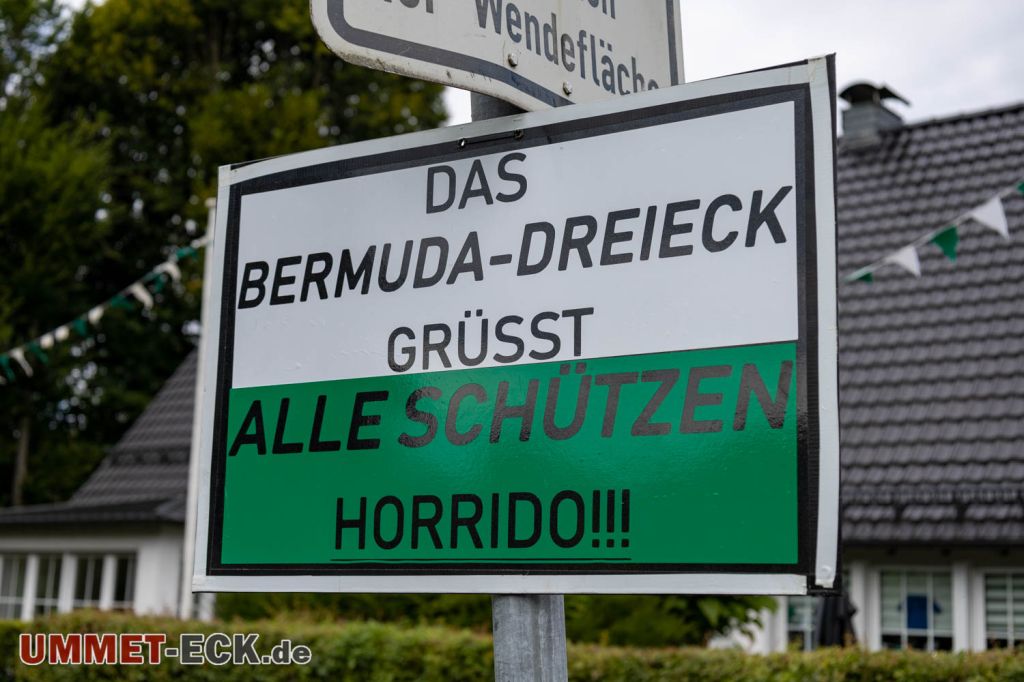 Wendefläche
DAS
BERMUDA-DREIECK
GRÜSST
ALLE SCHÜTZEN
HORRIDO!!!
UMMET-ECK.de